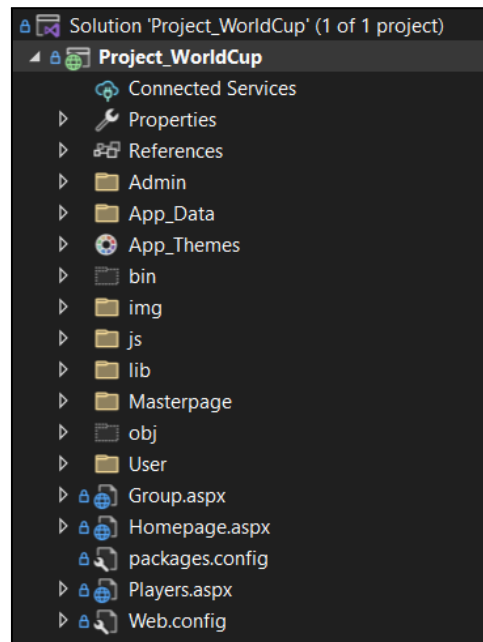 Solution 'Project_WorldCup' (1 of 1 project)
Project_WorldCup
Connected Services
Properties
References
Admin
App_Data
App_Themes
bin
img
js
lib
Masterpage
obj
User
Group.aspx
Homepage.aspx
packages.config
Players.aspx
Web.config